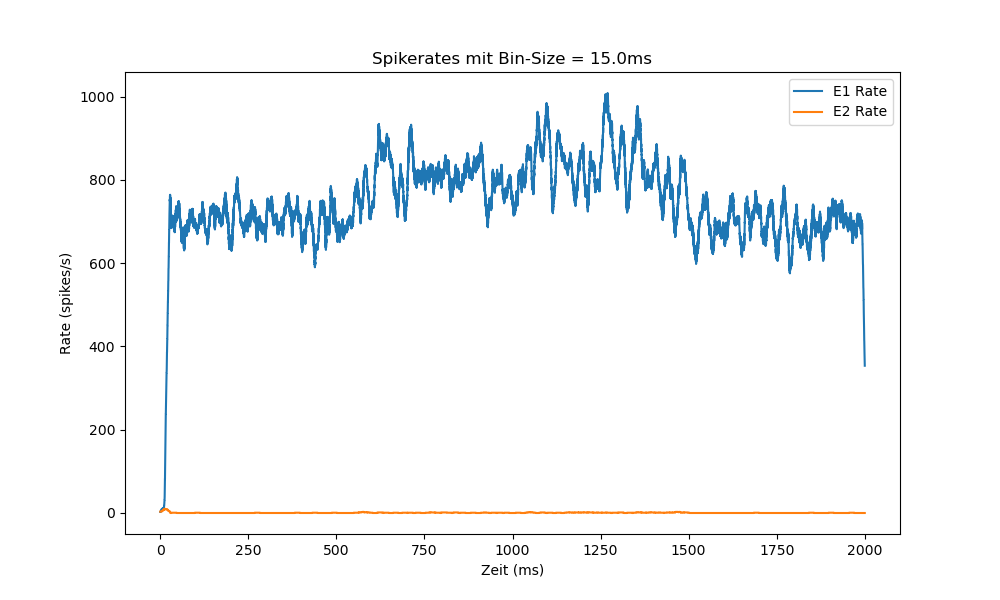 Spikerates mit Bin-Size = 15.0ms
E1 Rate
E2 Rate
1000
800
600
400
200
0
Rate (spikes/s)
0 250 500 750 1000 1250 1500 1750 2000
Zeit (ms)